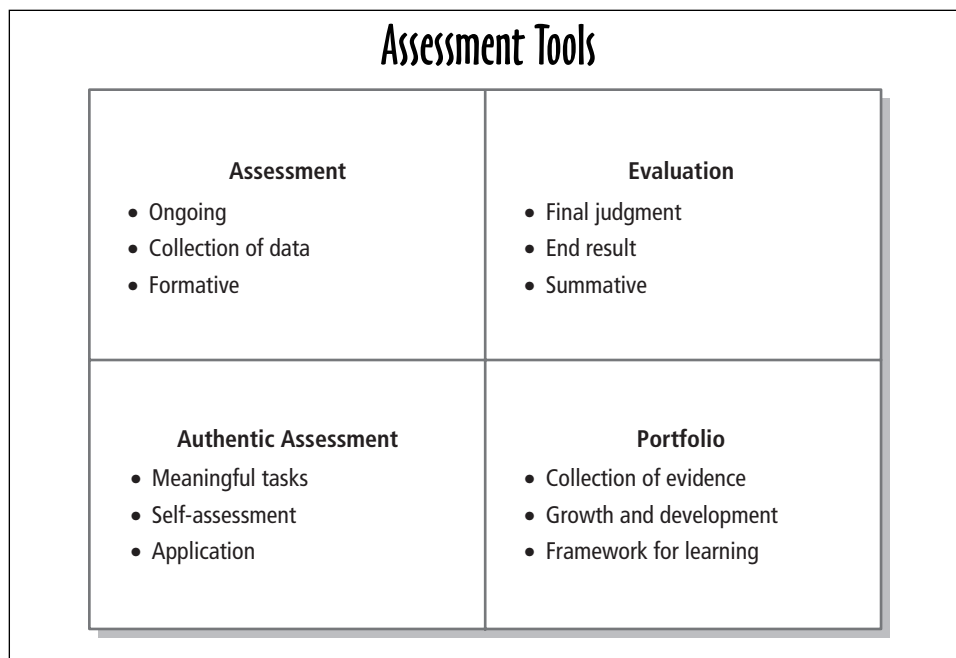 Assessment Tools
Assessment
• Ongoing
• Collection of data
• Formative
Evaluation
• Final judgment
• End result
• Summative
Authentic Assessment
• Meaningful tasks
• Self-assessment
• Application
Portfolio
• Collection of evidence
• Growth and development
• Framework for learning